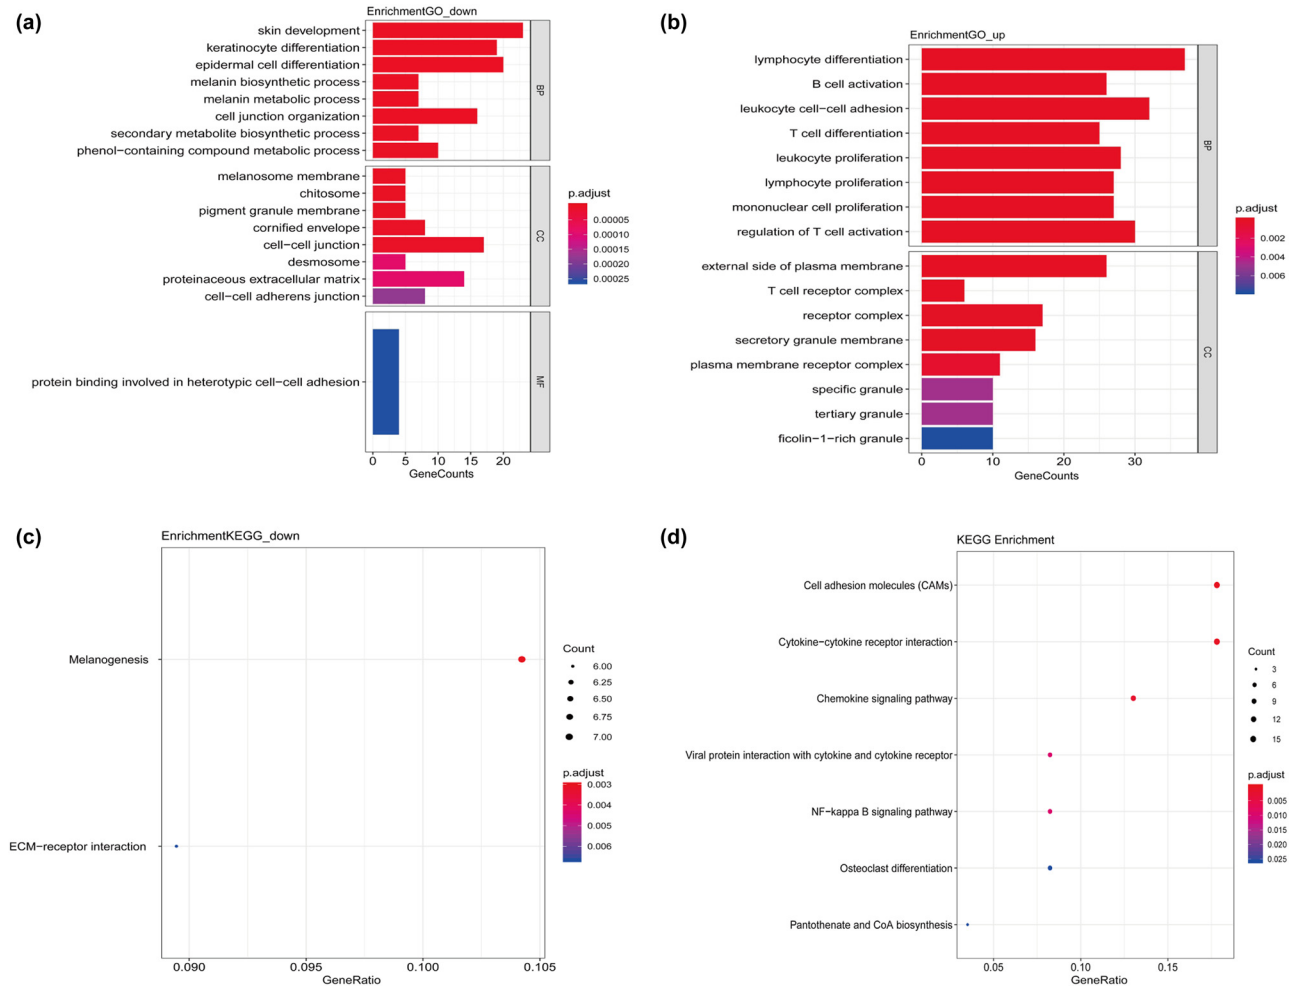 (a)
EnrichmentGO_down
skin development
keratinocyte differentiation
epidermal cell differentiation
melanin biosynthetic process
melanin metabolic process
cell junction organization
secondary metabolite biosynthetic process
phenol−containing compound metabolic process
BP
melanosome membrane
chitosome
pigment granule membrane
cornified envelope
cell−cell junction
desmosome
proteinaceous extracellular matrix
cell−cell adherens junction
CC
protein binding involved in heterotypic cell−cell adhesion
MF
0 5 10 15 20
GeneCounts
p.adjust
0.00005
0.00010
0.00015
0.00020
0.00025
(b)
EnrichmentGO_up
lymphocyte differentiation
B cell activation
leukocyte cell−cell adhesion
T cell differentiation
leukocyte proliferation
lymphocyte proliferation
mononuclear cell proliferation
regulation of T cell activation
BP
external side of plasma membrane
T cell receptor complex
receptor complex
secretory granule membrane
plasma membrane receptor complex
specific granule
tertiary granule
ficolin−1−rich granule
CC
0 10 20 30
GeneCounts
p.adjust
0.002
0.004
0.006
(c)
EnrichmentKEGG_down
Melanogenesis
ECM−receptor interaction
0.090 0.095 0.100 0.105
GeneRatio
Count
6.00
6.25
6.50
6.75
7.00
p.adjust
0.003
0.004
0.005
0.006
(d)
KEGG Enrichment
Cell adhesion molecules (CAMs)
Cytokine−cytokine receptor interaction
Chemokine signaling pathway
Viral protein interaction with cytokine and cytokine receptor
NF−kappa B signaling pathway
Osteoclast differentiation
Pantothenate and CoA biosynthesis
0.05 0.10 0.15
GeneRatio
Count
3
6
9
12
15
p.adjust
0.005
0.010
0.015
0.020
0.025